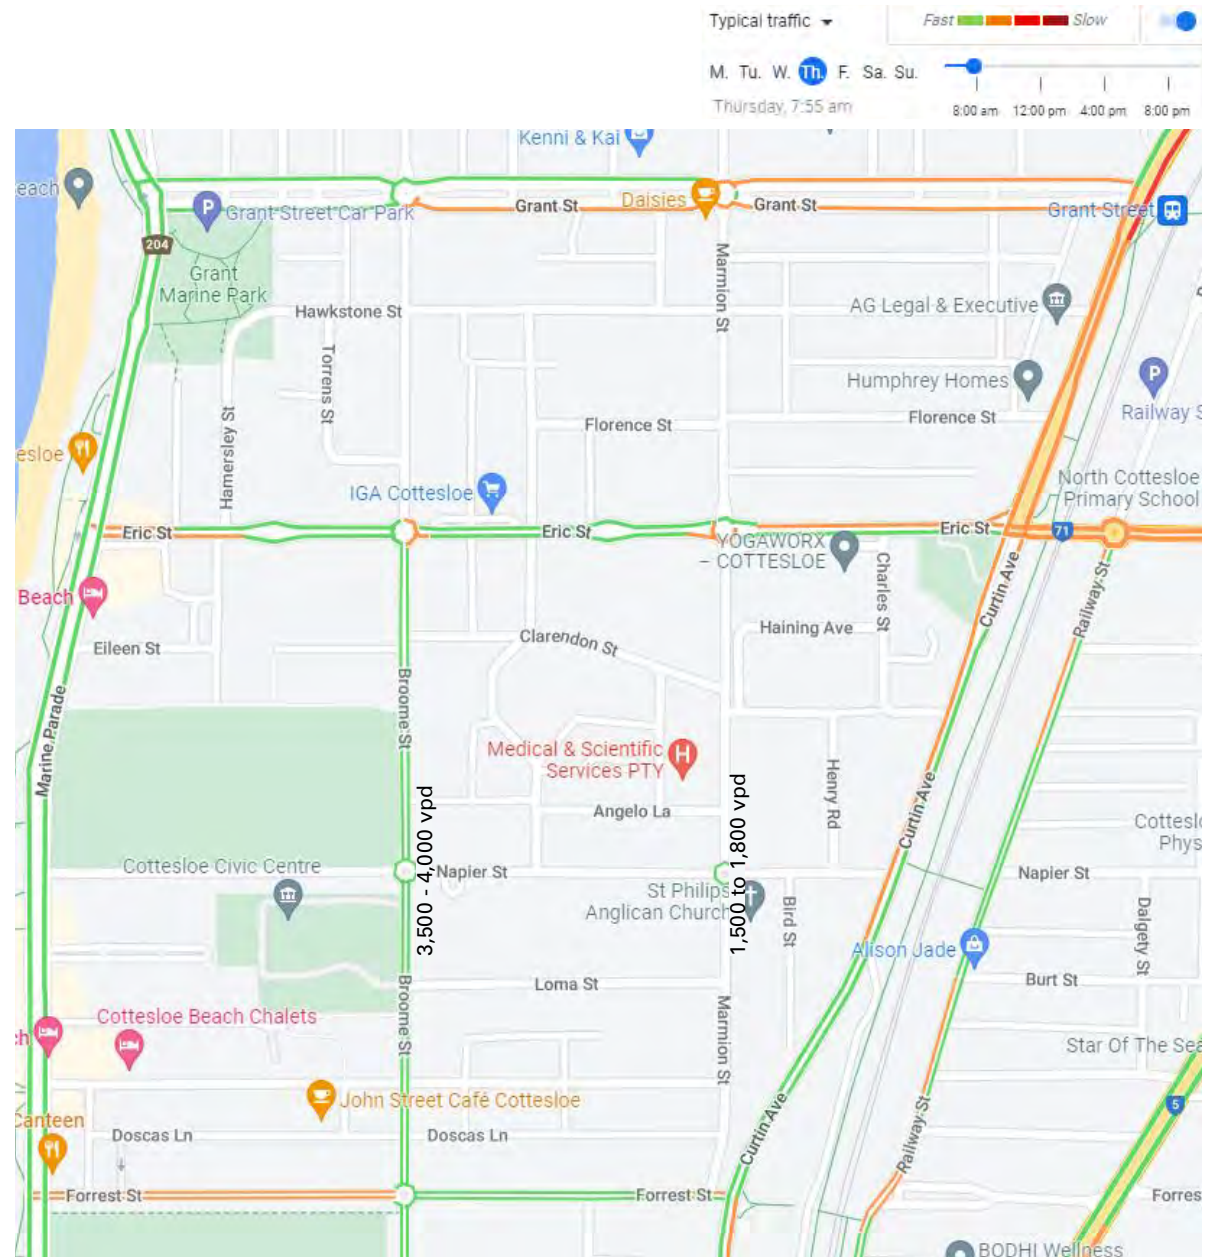 Typical traffic
Fast
Slow
M. Tu. W. Th. F. Sa. Su.
Thursday, 7:55 am
8:00 am 12:00 pm 4:00 pm 8:00 pm
Kenni & Kai
each
Grant Street Car Park
Grant St
Daisies
Grant St
Grant Street
204
Grant
Marine Park
Marmion St
Hawkstone St
AG Legal & Executive
Torrens St
Humphrey Homes
Hamersley St
Florence St
Florence St
Railway S
esloe
IGA Cottesloe
North Cottesloe
Primary School
Eric St
Eric St
Eric St
71
YOGAWORX
– COTTESLOE
Charles St
Curtin Ave
Railway St
Beach
Haining Ave
Clarendon St
Eileen St
Marine Parade
Broome St
Medical & Scientific
Services PTY
Henry Rd
Curtin Ave
3,500 - 4,000 vpd
1,500 to 1,800 vpd
Angelo La
Cottesl
Phys
Cottesloe Civic Centre
Napier St
Napier St
St Philips
Anglican Church
Bird St
Dalgety St
Alison Jade
Loma St
Burt St
Broome St
Marmion St
Cottesloe Beach Chalets
Star Of The Sea
John Street Café Cottesloe
5
Canteen
Doscas Ln
Doscas Ln
Curtin Ave
Railway St
Forrest St
Forrest St
Forres
BODHI Wellness